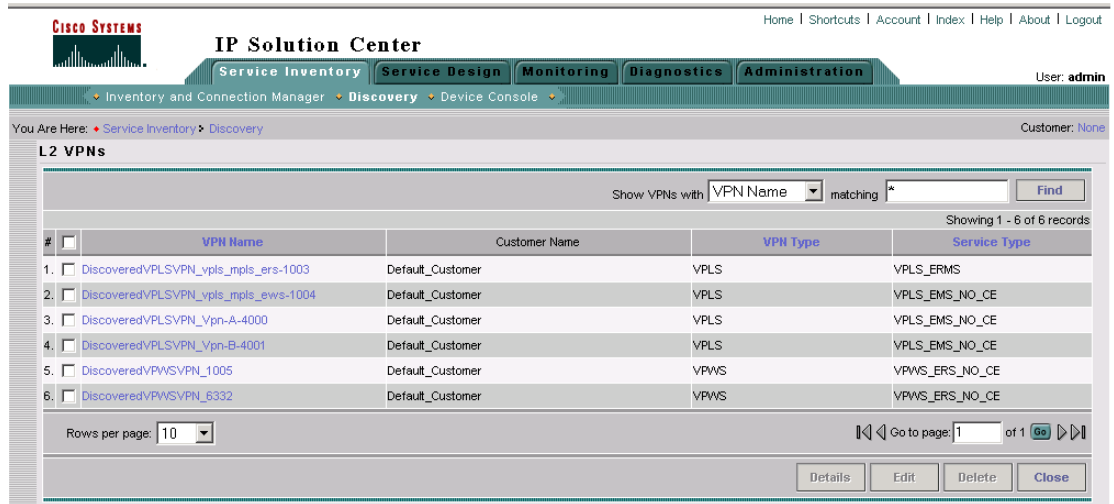 Home | Shortcuts | Account | Index | Help | About | Logout
CISCO SYSTEMS
IP Solution Center
Service Inventory Service Design Monitoring Diagnostics Administration
User: admin
Inventory and Connection Manager Discovery Device Console
You Are Here: Service Inventory Discovery Customer: None
L2 VPNs
Show VPNs with VPN Name matching * Find
Showing 1 - 6 of 6 records
# VPN Name Customer Name VPN Type Service Type
1. DiscoveredVPLSVPN_vpls_mpls_ers-1003 Default_Customer VPLS VPLS_ERMS
2. DiscoveredVPLSVPN_vpls_mpls_ews-1004 Default_Customer VPLS VPLS_EMS_NO_CE
3. DiscoveredVPLSVPN_Vpn-A-4000 Default_Customer VPLS VPLS_EMS_NO_CE
4. DiscoveredVPLSVPN_Vpn-B-4001 Default_Customer VPLS VPLS_EMS_NO_CE
5. DiscoveredVPWSVPN_1005 Default_Customer VPWS VPWS_ERS_NO_CE
6. DiscoveredVPWSVPN_6332 Default_Customer VPWS VPWS_ERS_NO_CE
Rows per page: 10 Go to page: 1 of 1 Go
Details Edit Delete Close